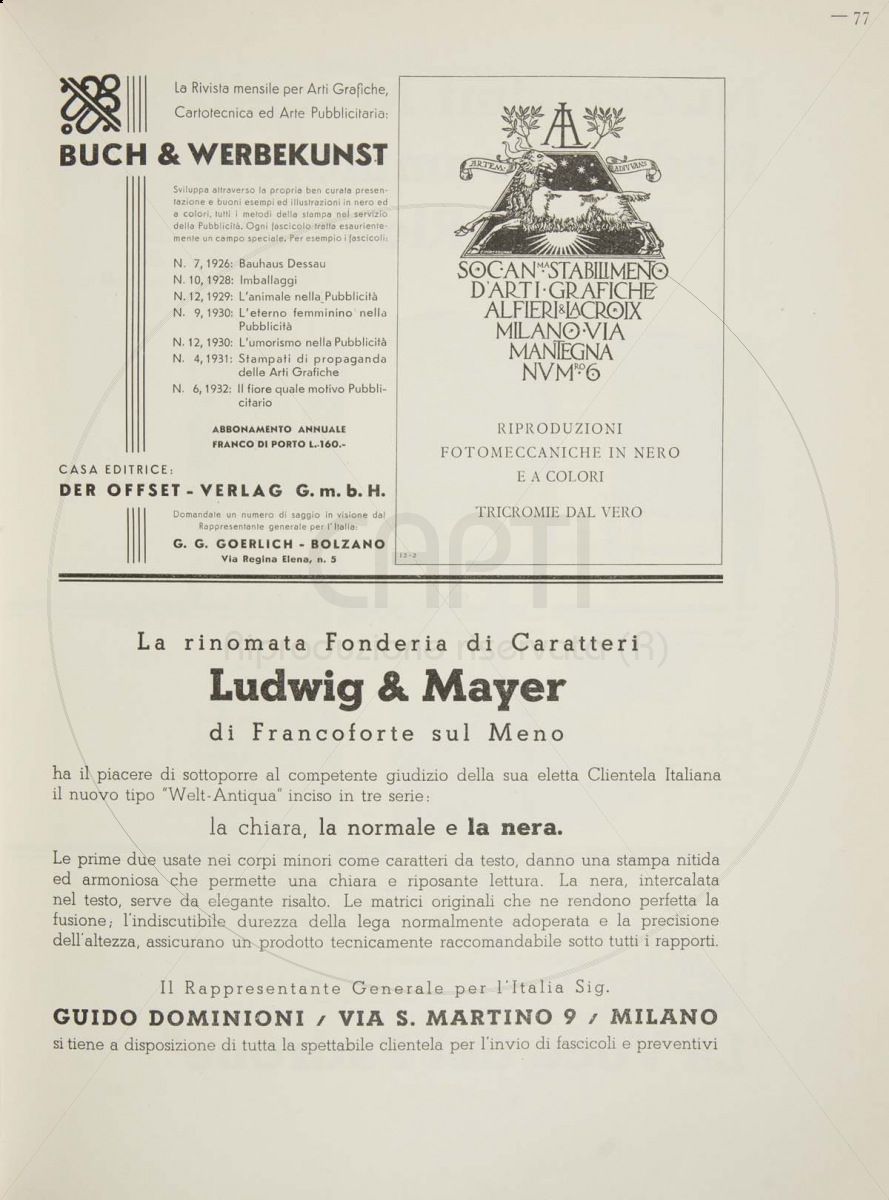 — 77
La Rivista mensile per Arti Grafiche,
Cartotecnica ed Arte Pubblicitaria:
BUCH & WERBEKUNST
Sviluppa attraverso la propria ben curata presen-
tazione e buoni esempi ed illustrazioni in nero ed
a colori, tutti i metodi della stampa nel servizio
della Pubblicità. Ogni fascicolo tratta esauriente-
mente un campo speciale. Per esempio i fascicoli:
N. 7, 1926: Bauhaus Dessau
N. 10, 1928: Imballaggi
N. 12, 1929: L'animale nella Pubblicità
N. 9, 1930: L'eterno femminino nella
Pubblicità
N. 12, 1930: L'umorismo nella Pubblicità
N. 4, 1931: Stampati di propaganda
delle Arti Grafiche
N. 6, 1932: Il fiore quale motivo Pubbli-
citario
ABBONAMENTO ANNUALE
FRANCO DI PORTO L. 160.-
CASA EDITRICE:
DER OFFSET - VERLAG G. m. b. H.
Domandate un numero di saggio in visione dal
Rappresentante generale per l'Italia:
G. G. GOERLICH - BOLZANO
Via Regina Elena, n. 5
ARTEM ADIVVANS
SOC·AN·MA·STABILIMENTO
D'ARTI·GRAFICHE
ALFIERI&LACROIX
MILANO·VIA
MANTEGNA
NVMRO·6
RIPRODUZIONI
FOTOMECCANICHE IN NERO
E A COLORI
TRICROMIE DAL VERO
12-2
CAPTI
Riproduzione riservata (R)
La rinomata Fonderia di Caratteri
Ludwig & Mayer
di Francoforte sul Meno
ha il piacere di sottoporre al competente giudizio della sua eletta Clientela Italiana
il nuovo tipo "Welt-Antiqua" inciso in tre serie:
la chiara, la normale e la nera.
Le prime due usate nei corpi minori come caratteri da testo, danno una stampa nitida
ed armoniosa che permette una chiara e riposante lettura. La nera, intercalata
nel testo, serve da elegante risalto. Le matrici originali che ne rendono perfetta la
fusione; l'indiscutibile durezza della lega normalmente adoperata e la precisione
dell'altezza, assicurano un prodotto tecnicamente raccomandabile sotto tutti i rapporti.
Il Rappresentante Generale per l'Italia Sig.
GUIDO DOMINIONI / VIA S. MARTINO 9 / MILANO
si tiene a disposizione di tutta la spettabile clientela per l'invio di fascicoli e preventivi